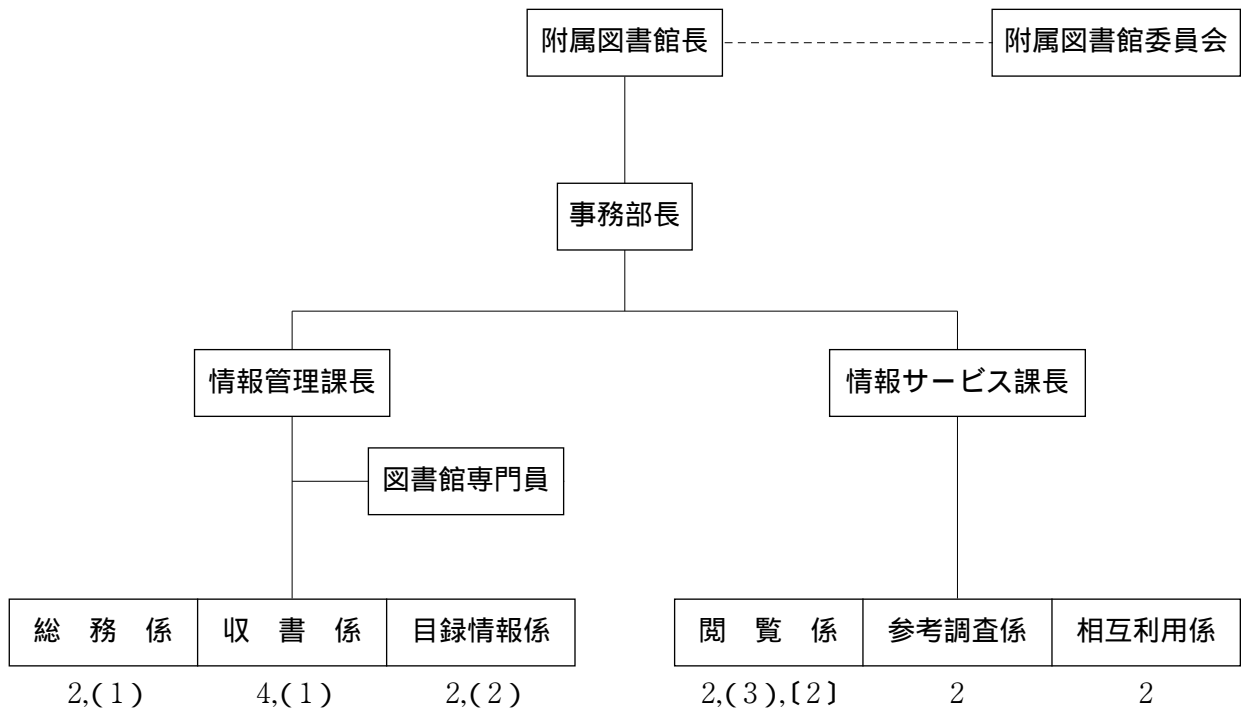 附属図書館長 附属図書館委員会
事務部長
情報管理課長 情報サービス課長
図書館専門員
総務係 収書係 目録情報係 閲覧係 参考調査係 相互利用係
2,(1) 4,(1) 2,(2) 2,(3),〔2〕 2 2